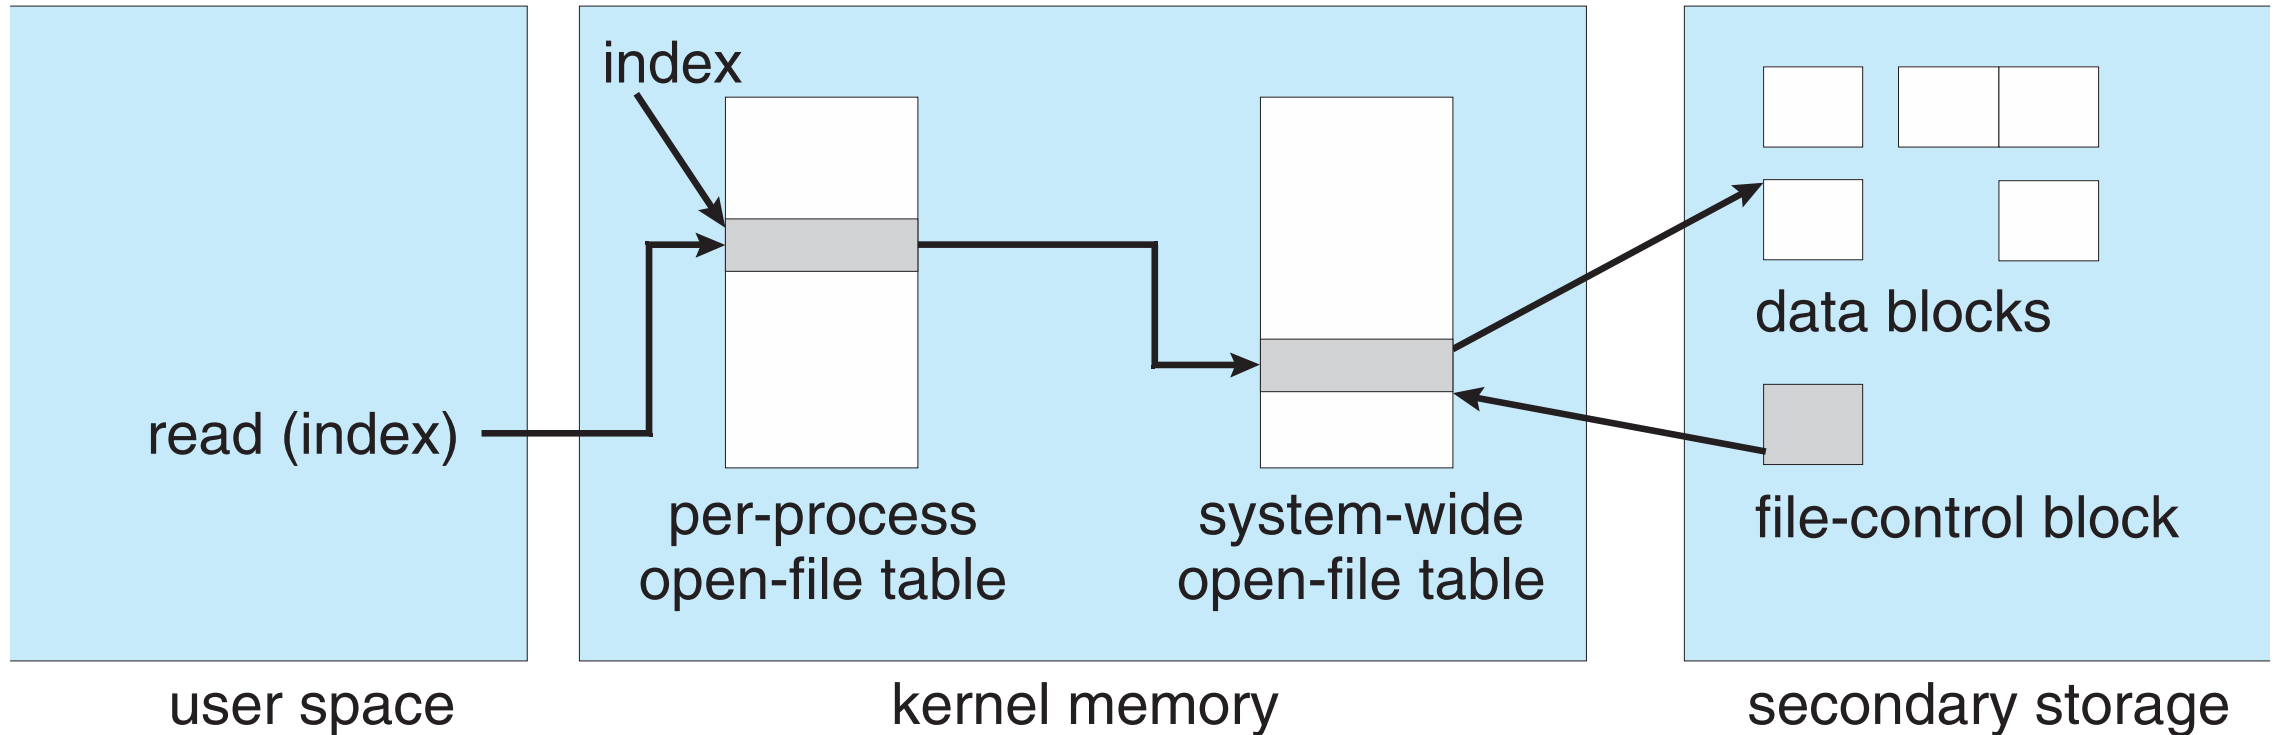 index
read (index)
per-process
open-file table
system-wide
open-file table
data blocks
file-control block
user space
kernel memory
secondary storage